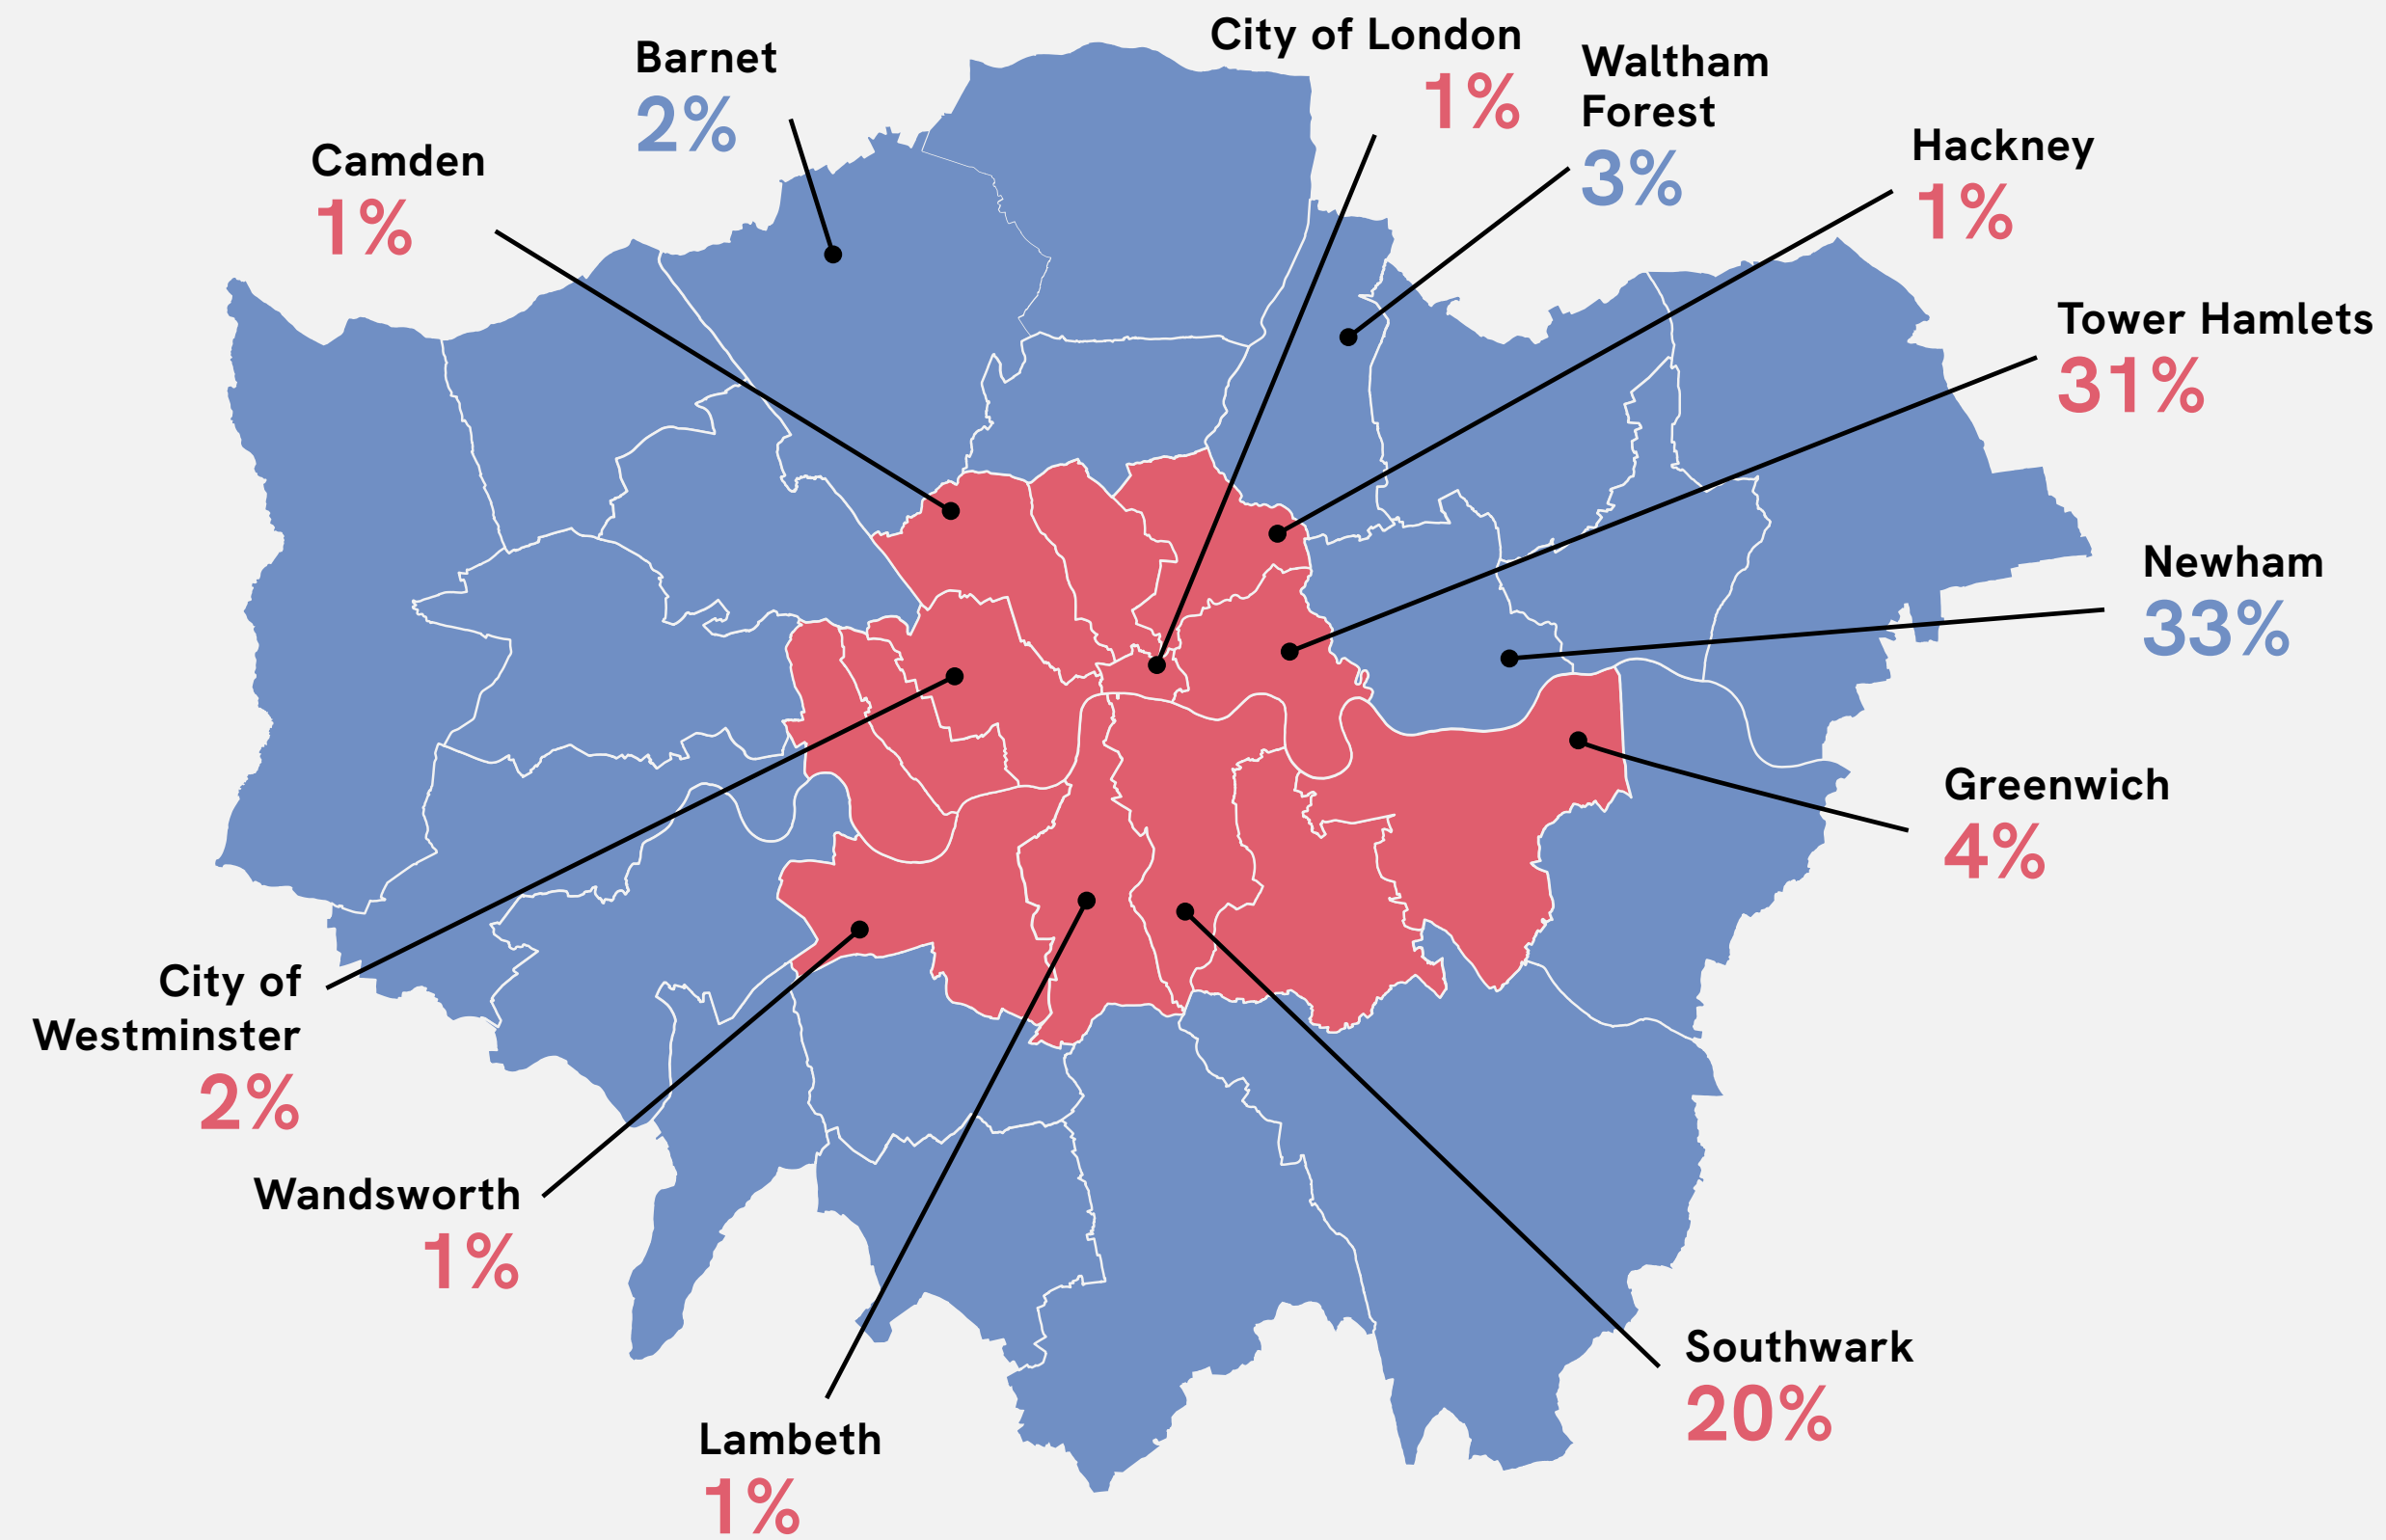 City of London
1%
Barnet
2%
Waltham
Forest
3%
Camden
1%
Hackney
1%
Tower Hamlets
31%
Newham
33%
Greenwich
4%
City of
Westminster
2%
Wandsworth
1%
Southwark
20%
Lambeth
1%